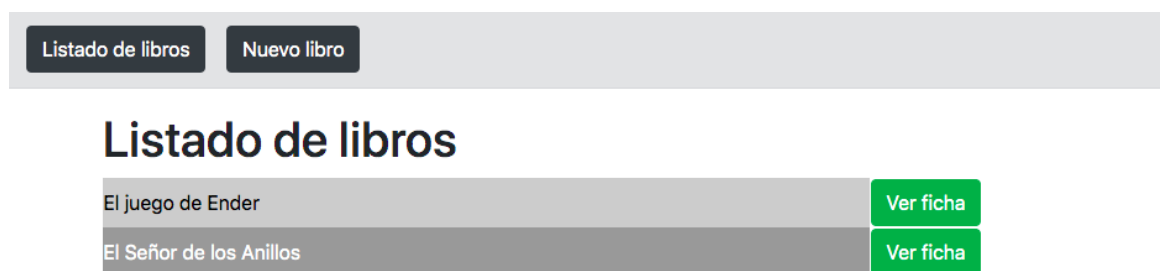 Listado de libros Nuevo libro
Listado de libros
El juego de Ender Ver ficha
El Señor de los Anillos Ver ficha